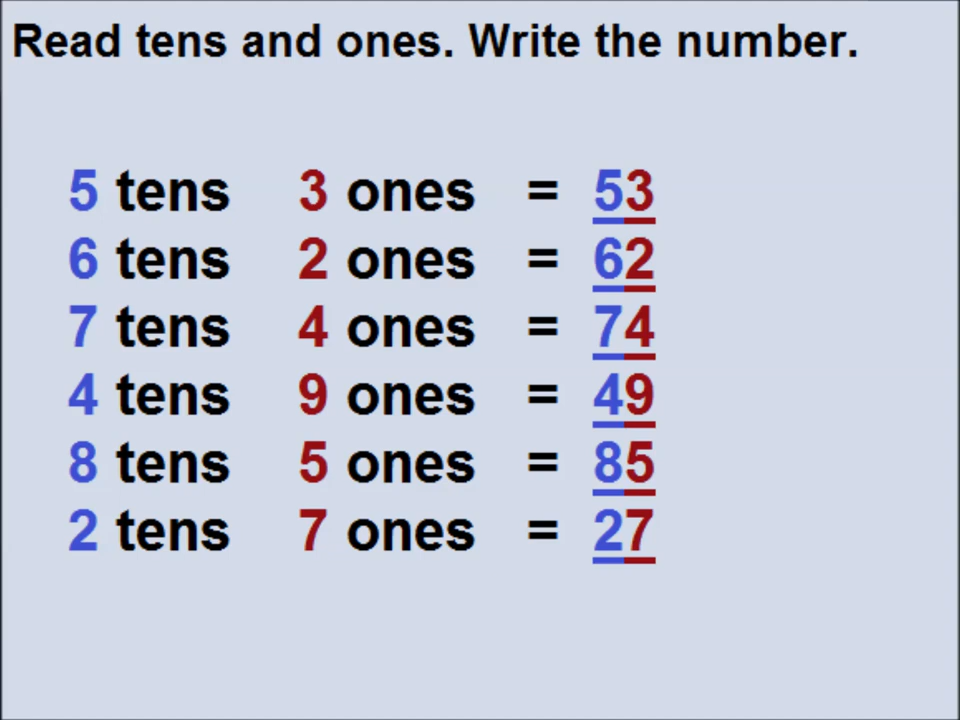 Read tens and ones. Write the number.
5 tens 3 ones = 53
6 tens 2 ones = 62
7 tens 4 ones = 74
4 tens 9 ones = 49
8 tens 5 ones = 85
2 tens 7 ones = 27